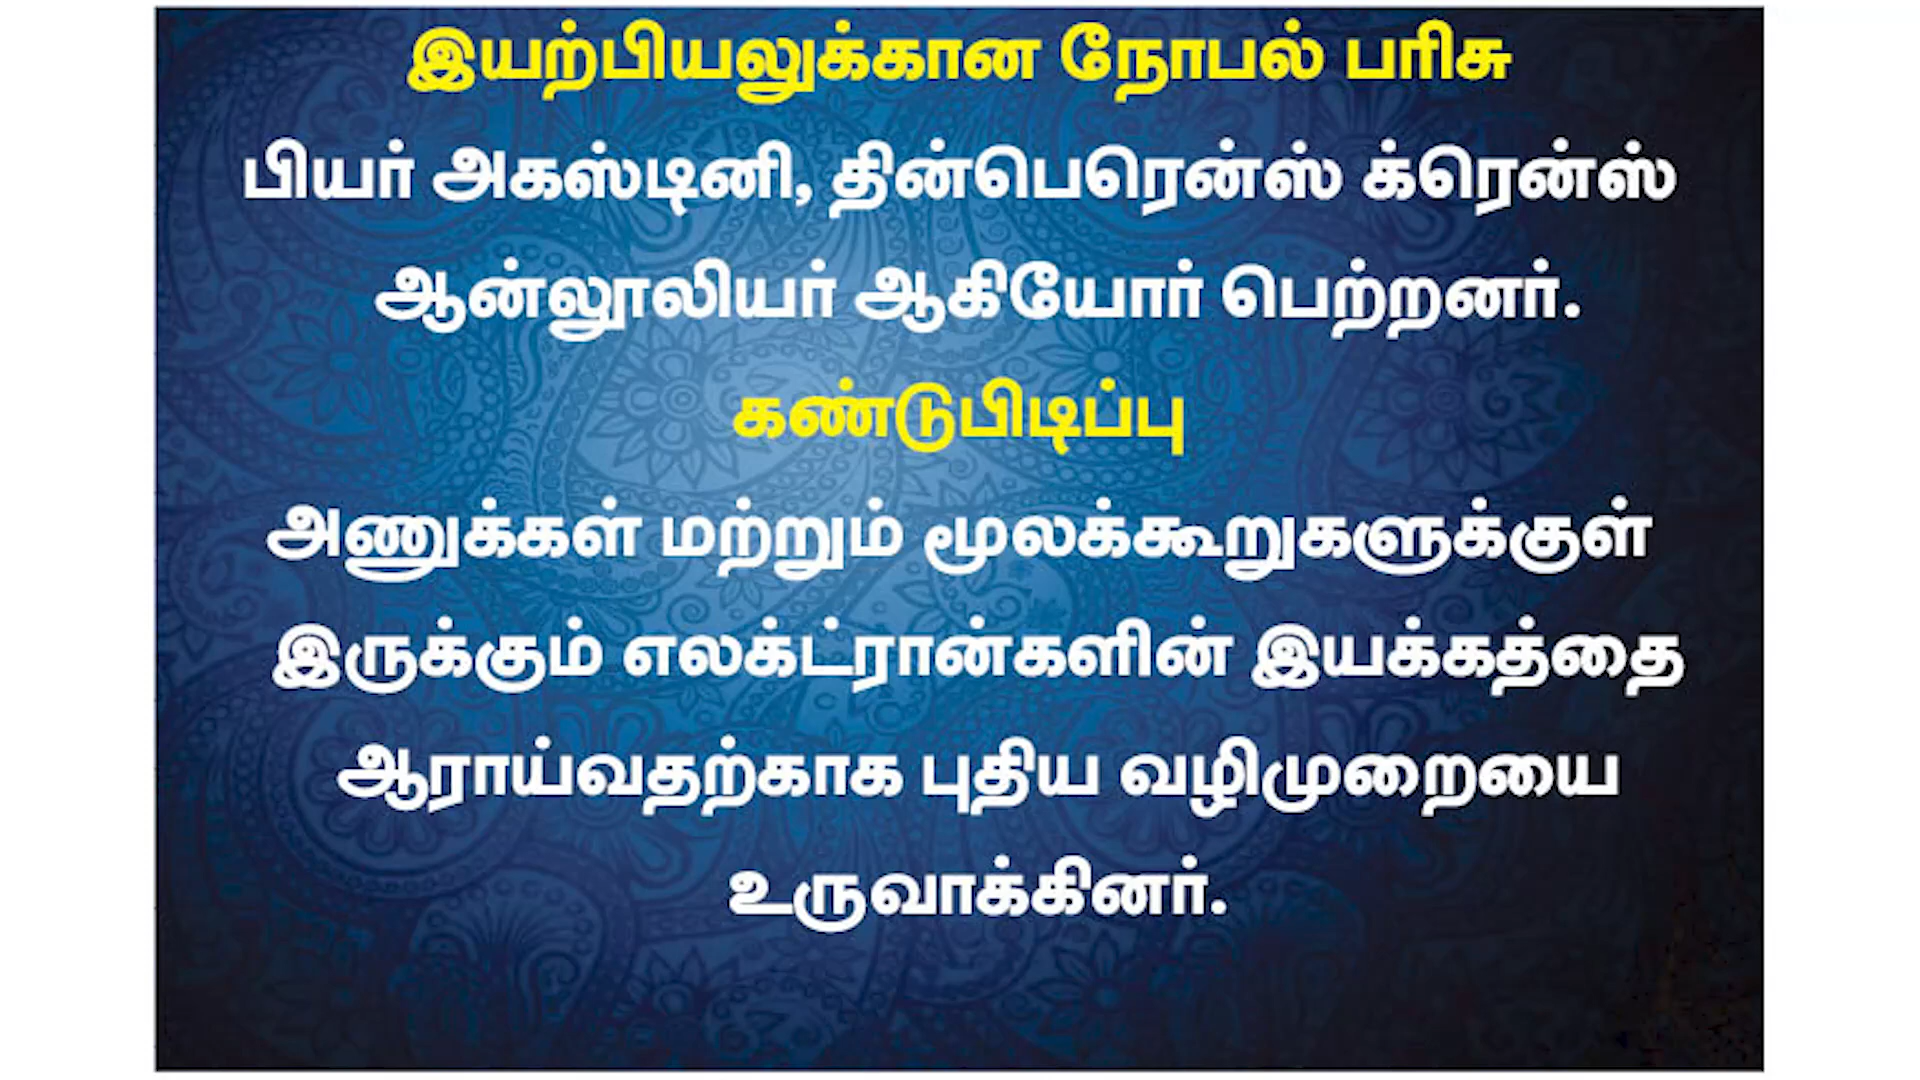 இயற்பியலுக்கான நோபல் பரிசு
பியர் அகஸ்டினி, தின்பெரென்ஸ் க்ரென்ஸ்
ஆன்லூலியர் ஆகியோர் பெற்றனர்.
கண்டுபிடிப்பு
அணுக்கள் மற்றும் மூலக்கூறுகளுக்குள்
இருக்கும் எலக்ட்ரான்களின் இயக்கத்தை
ஆராய்வதற்காக புதிய வழிமுறையை
உருவாக்கினர்.